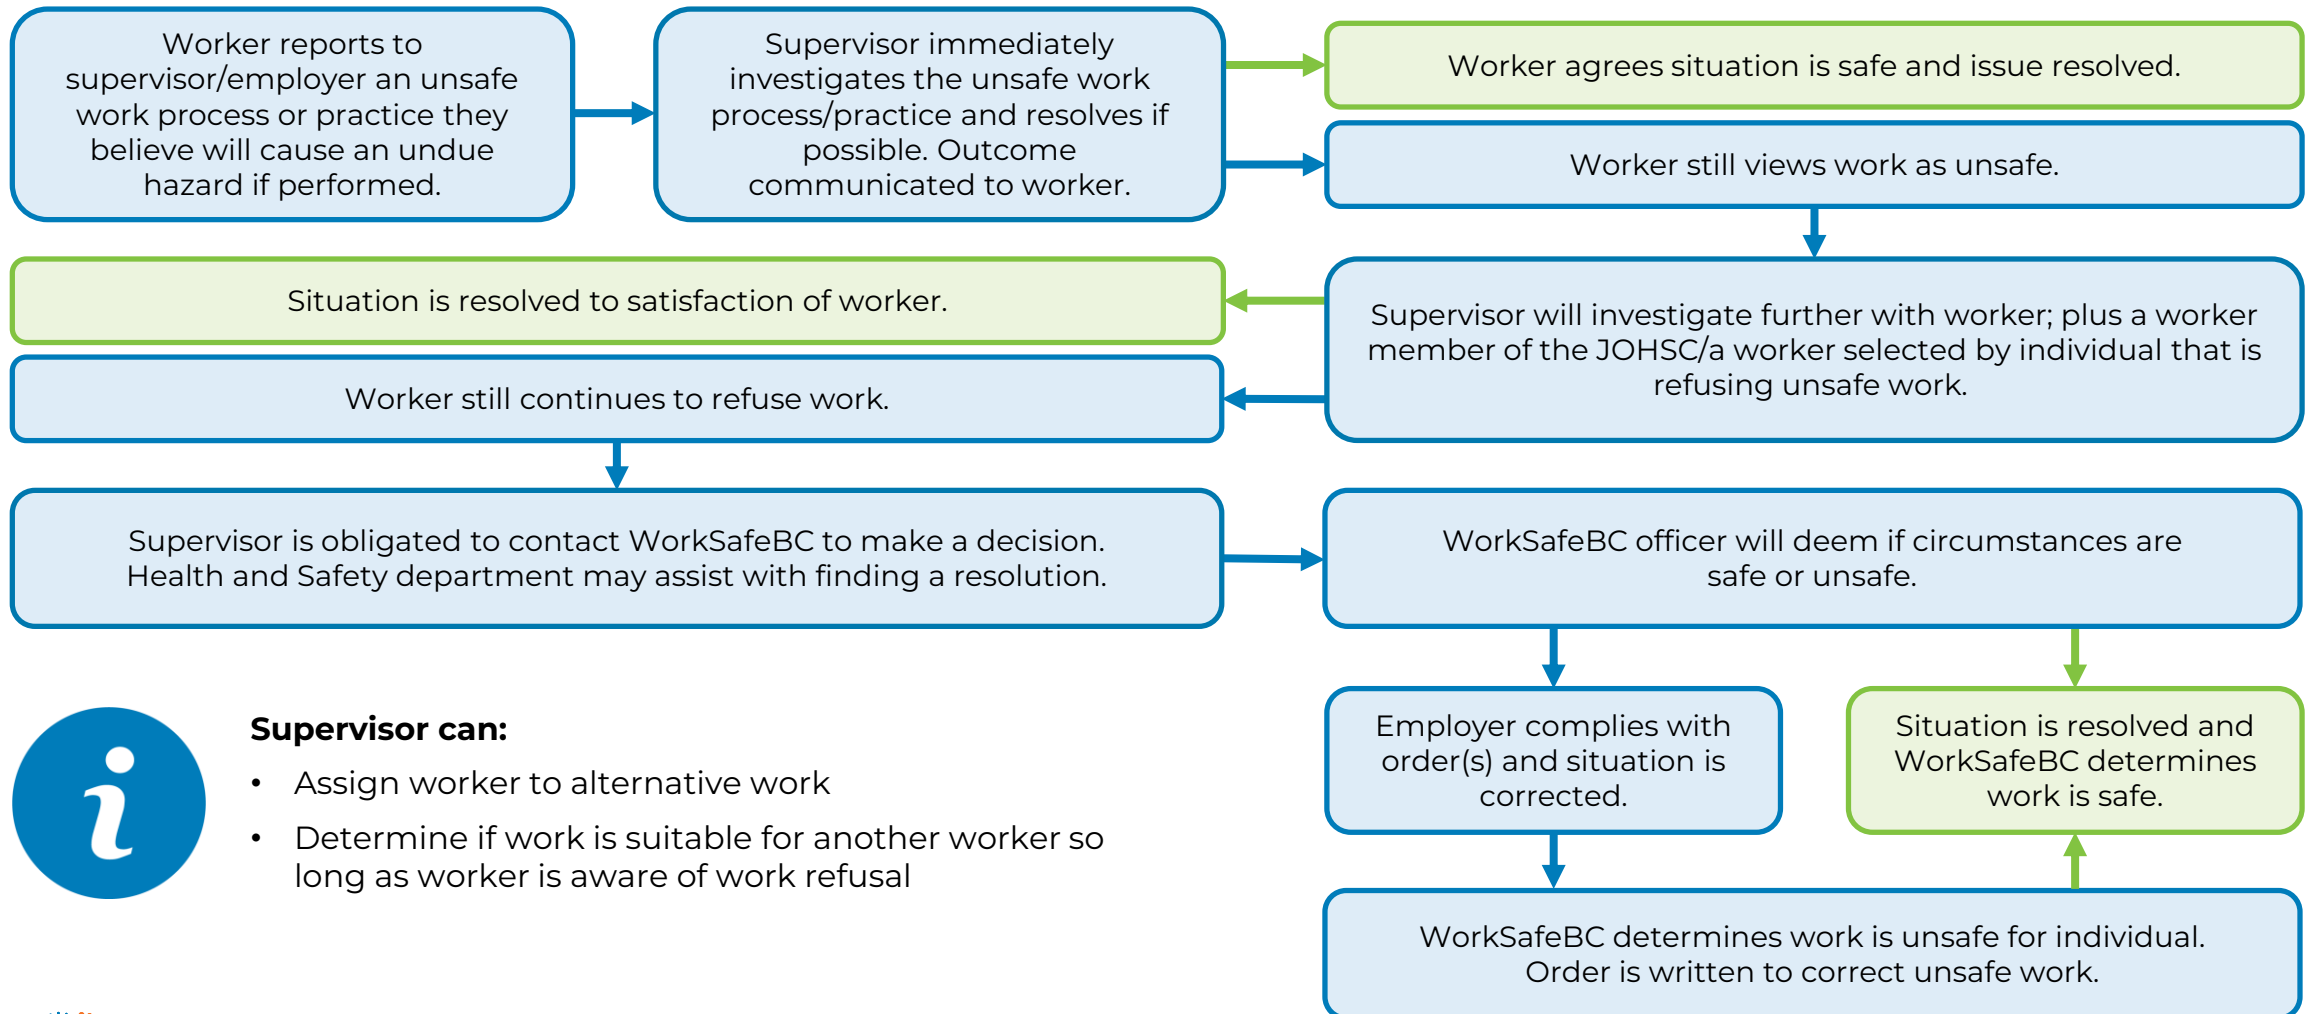 Worker reports to
supervisor/employer an unsafe
work process or practice they
believe will cause an undue
hazard if performed.
Supervisor immediately
investigates the unsafe work
process/practice and resolves if
possible. Outcome
communicated to worker.
Worker agrees situation is safe and issue resolved.
Worker still views work as unsafe.
Supervisor will investigate further with worker; plus a worker
member of the JOHSC/a worker selected by individual that is
refusing unsafe work.
Situation is resolved to satisfaction of worker.
Worker still continues to refuse work.
Supervisor is obligated to contact WorkSafeBC to make a decision.
Health and Safety department may assist with finding a resolution.
WorkSafeBC officer will deem if circumstances are
safe or unsafe.
Employer complies with
order(s) and situation is
corrected.
Situation is resolved and
WorkSafeBC determines
work is safe.
WorkSafeBC determines work is unsafe for individual.
Order is written to correct unsafe work.
i
Supervisor can:
• Assign worker to alternative work
• Determine if work is suitable for another worker so
long as worker is aware of work refusal